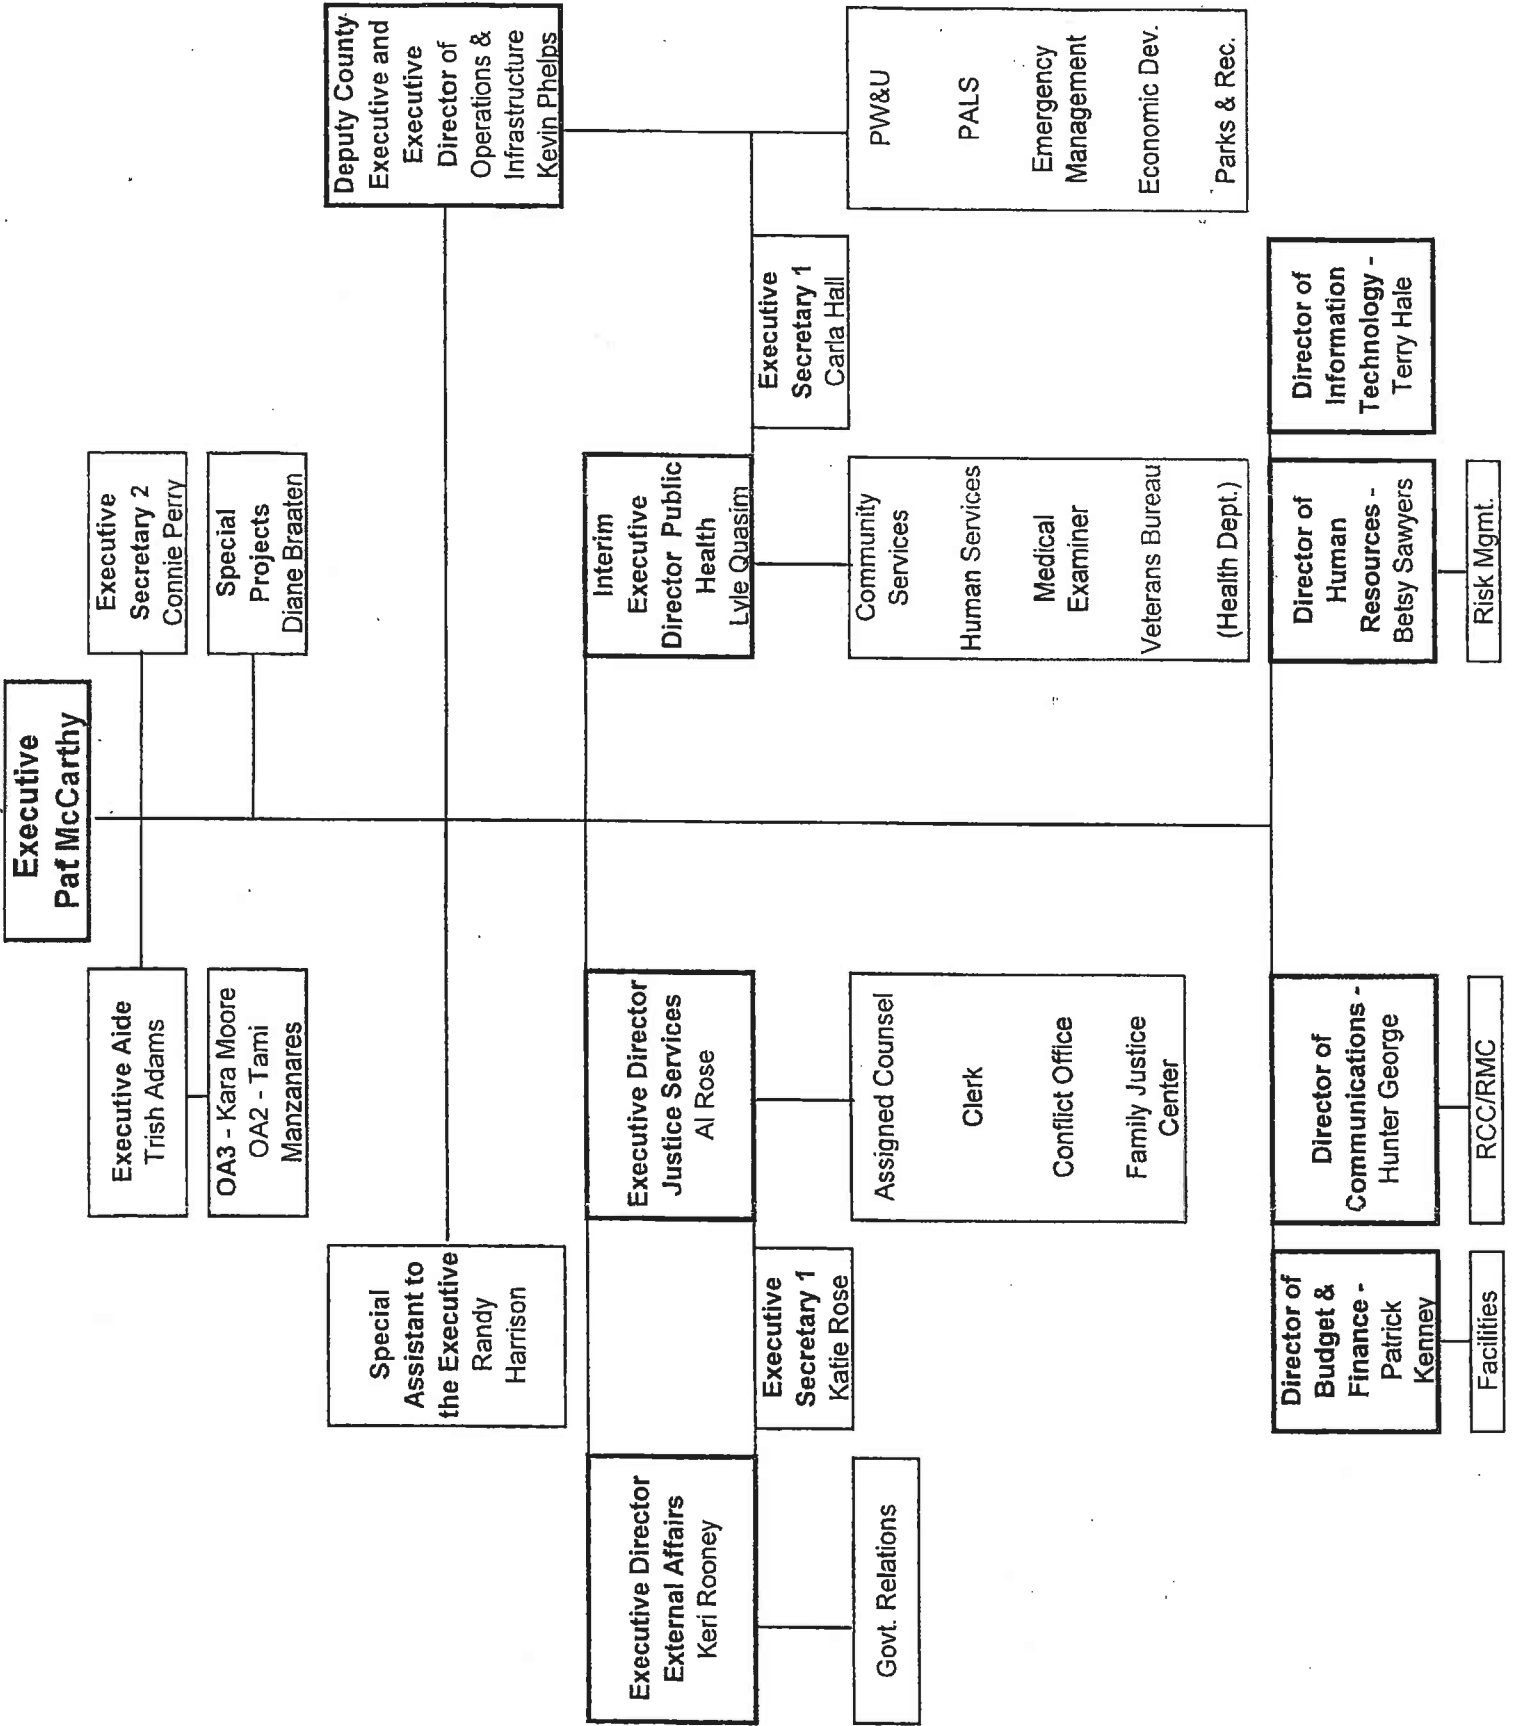 Executive
Pat McCarthy
Executive Aide
Trish Adams
OA3 - Kara Moore
OA2 - Tami
Manzanares
Executive
Secretary 2
Connie Perry
Special
Projects
Diane Braaten
Special
Assistant to
the Executive
Randy
Harrison
Deputy County
Executive and
Executive
Director of
Operations &
Infrastructure
Kevin Phelps
Executive Director
External Affairs
Keri Rooney
Executive Director
Justice Services
Al Rose
Interim
Executive
Director Public
Health
Lyle Quasim
Executive
Secretary 1
Katie Rose
Executive
Secretary 1
Carla Hall
Govt. Relations
Assigned Counsel
Clerk
Conflict Office
Family Justice
Center
Community
Services
Human Services
Medical
Examiner
Veterans Bureau
(Health Dept.)
PW&U
PALS
Emergency
Management
Economic Dev.
Parks & Rec.
Director of
Budget &
Finance -
Patrick
Kenney
Director of
Communications -
Hunter George
Director of
Human
Resources -
Betsy Sawyers
Director of
Information
Technology -
Terry Hale
Facilities
RCC/RMC
Risk Mgmt.